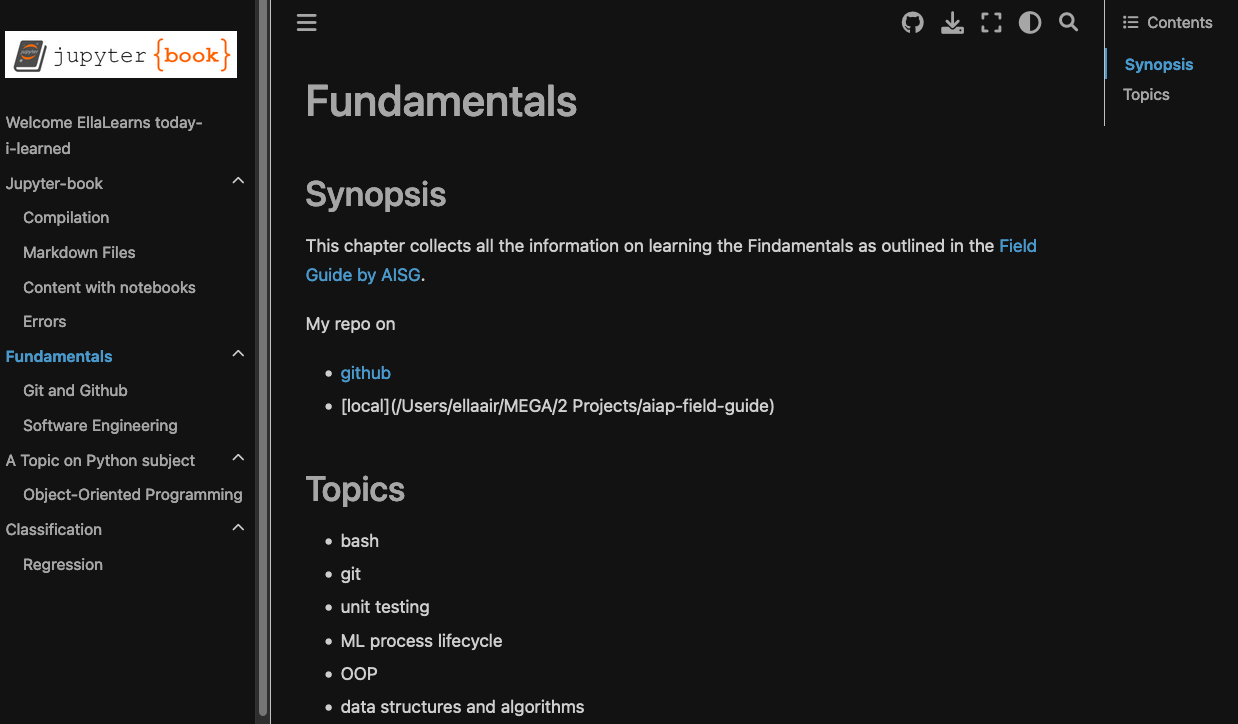 jupyter {book}
Welcome EllaLearns today-
i-learned
Jupyter-book
Compilation
Markdown Files
Content with notebooks
Errors
Fundamentals
Git and Github
Software Engineering
A Topic on Python subject
Object-Oriented Programming
Classification
Regression
Fundamentals
Synopsis
This chapter collects all the information on learning the Findamentals as outlined in the Field
Guide by AISG.
My repo on
• github
• [local](/Users/ellaair/MEGA/2 Projects/aiap-field-guide)
Topics
• bash
• git
• unit testing
• ML process lifecycle
• OOP
• data structures and algorithms
Contents
Synopsis
Topics